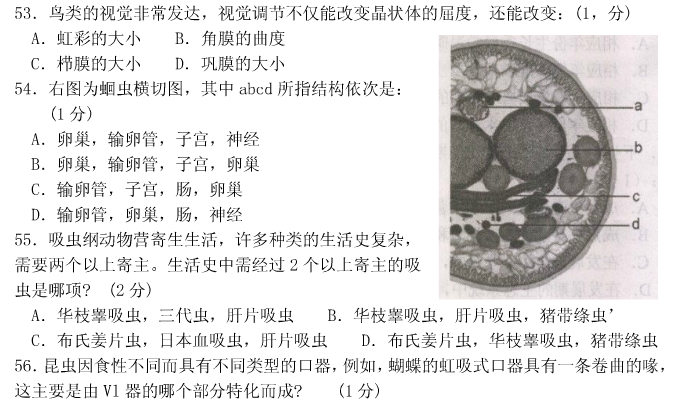 53．鸟类的视觉非常发达，视觉调节不仅能改变晶状体的屈度，还能改变：(1，分)
A．虹彩的大小 B．角膜的曲度
C．栉膜的大小 D．巩膜的大小
54．右图为蛔虫横切图，其中 abcd 所指结构依次是：
(1 分)
A．卵巢，输卵管，子宫，神经
B．卵巢，输卵管，子宫，卵巢
C．输卵管，子宫，肠，卵巢
D．输卵管，卵巢，肠，神经
a
b
c
d
55．吸虫纲动物营寄生生活，许多种类的生活史复杂，
需要两个以上寄主。生活史中需经过 2 个以上寄主的吸
虫是哪项? (2 分)
A．华枝睾吸虫，三代虫，肝片吸虫 B．华枝睾吸虫，肝片吸虫，猪带绦虫’
C．布氏姜片虫，日本血吸虫，肝片吸虫 D．布氏姜片虫，华枝睾吸虫，猪带绦虫
56．昆虫因食性不同而具有不同类型的口器，例如，蝴蝶的虹吸式口器具有一条卷曲的喙，
这主要是由 Vl 器的哪个部分特化而成? (1 分)